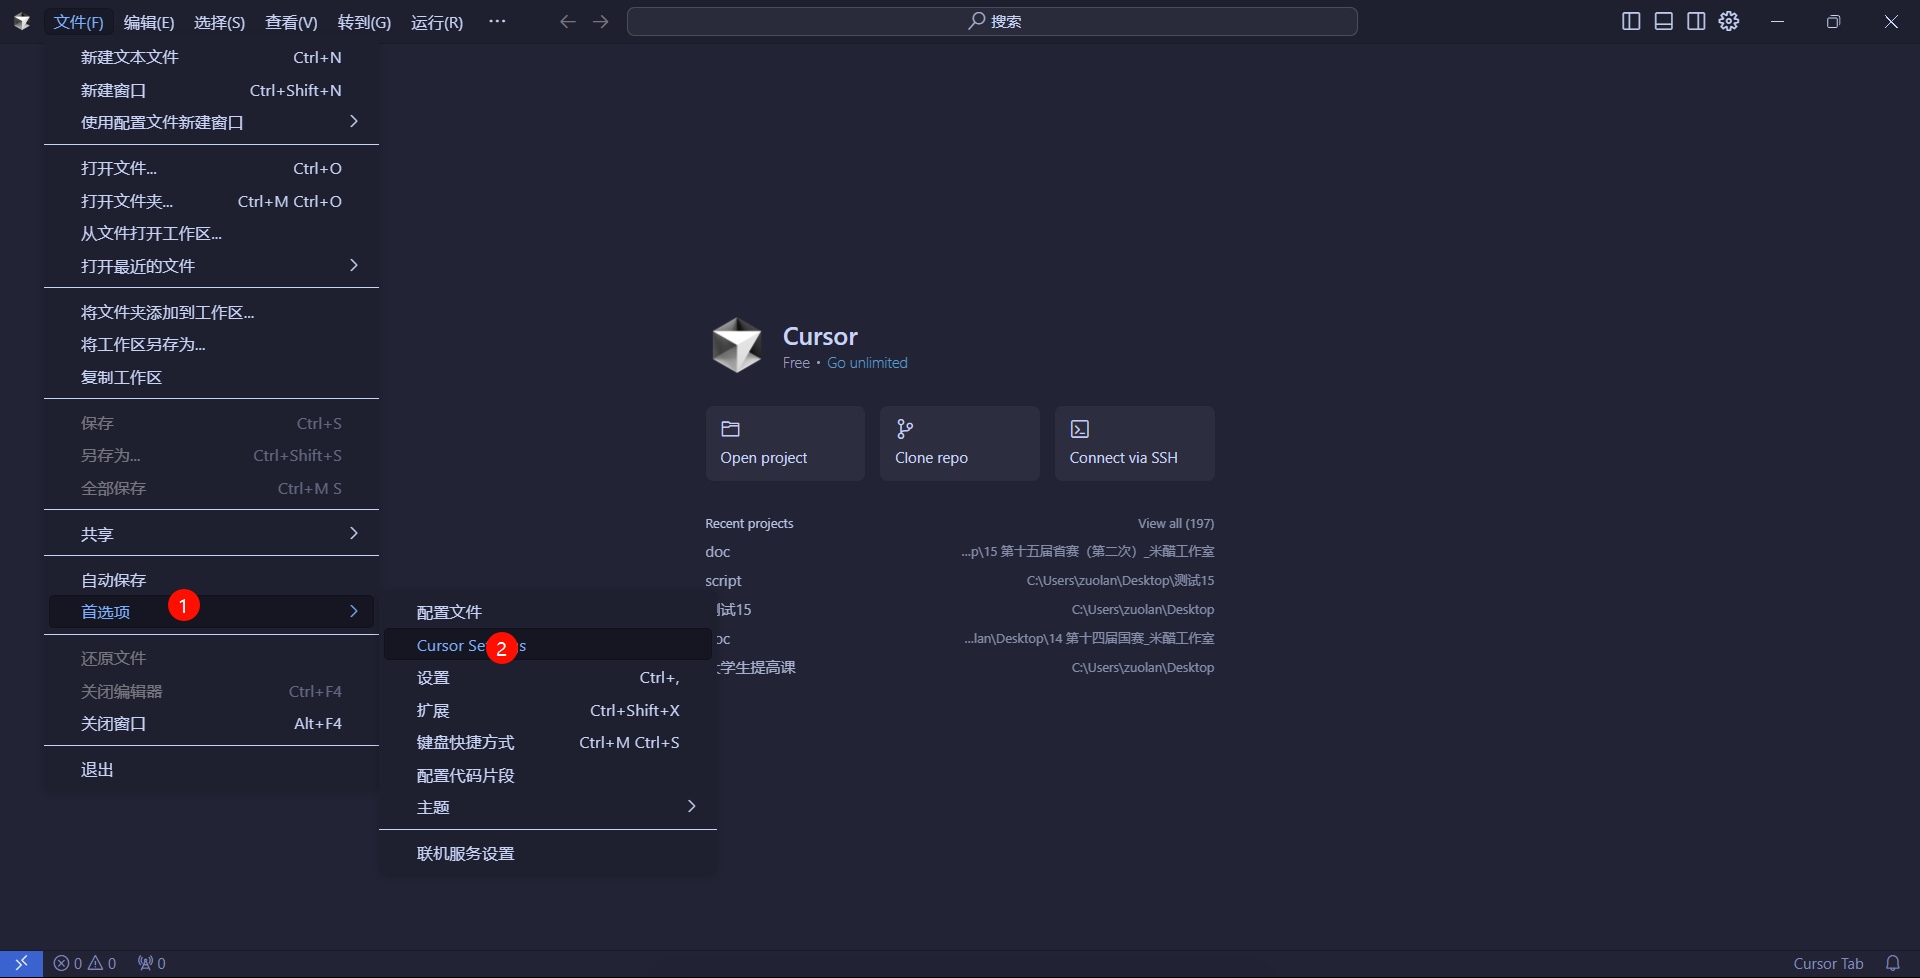 文件(F) 编辑(E) 选择(S) 查看(V) 转到(G) 运行(R) ··· 搜索
新建文本文件 Ctrl+N
新建窗口 Ctrl+Shift+N
使用配置文件新建窗口
打开文件... Ctrl+O
打开文件夹... Ctrl+M Ctrl+O
从文件打开工作区...
打开最近的文件
将文件夹添加到工作区...
将工作区另存为...
复制工作区
保存 Ctrl+S
另存为... Ctrl+Shift+S
全部保存 Ctrl+M S
共享
自动保存
首选项 1
还原文件
关闭编辑器 Ctrl+F4
关闭窗口 Alt+F4
退出
配置文件
Cursor Se 2 s
设置 Ctrl+,
扩展 Ctrl+Shift+X
键盘快捷方式 Ctrl+M Ctrl+S
配置代码片段
主题
联机服务设置
Cursor
Free • Go unlimited
Open project
Clone repo
Connect via SSH
Recent projects View all (197)
doc ...p\15 第十五届省赛（第二次）_米醋工作室
script C:\Users\zuolan\Desktop\测试15
试15 C:\Users\zuolan\Desktop
oc ...lan\Desktop\14 第十四届国赛_米醋工作室
学生提高课 C:\Users\zuolan\Desktop
0 0 0 Cursor Tab